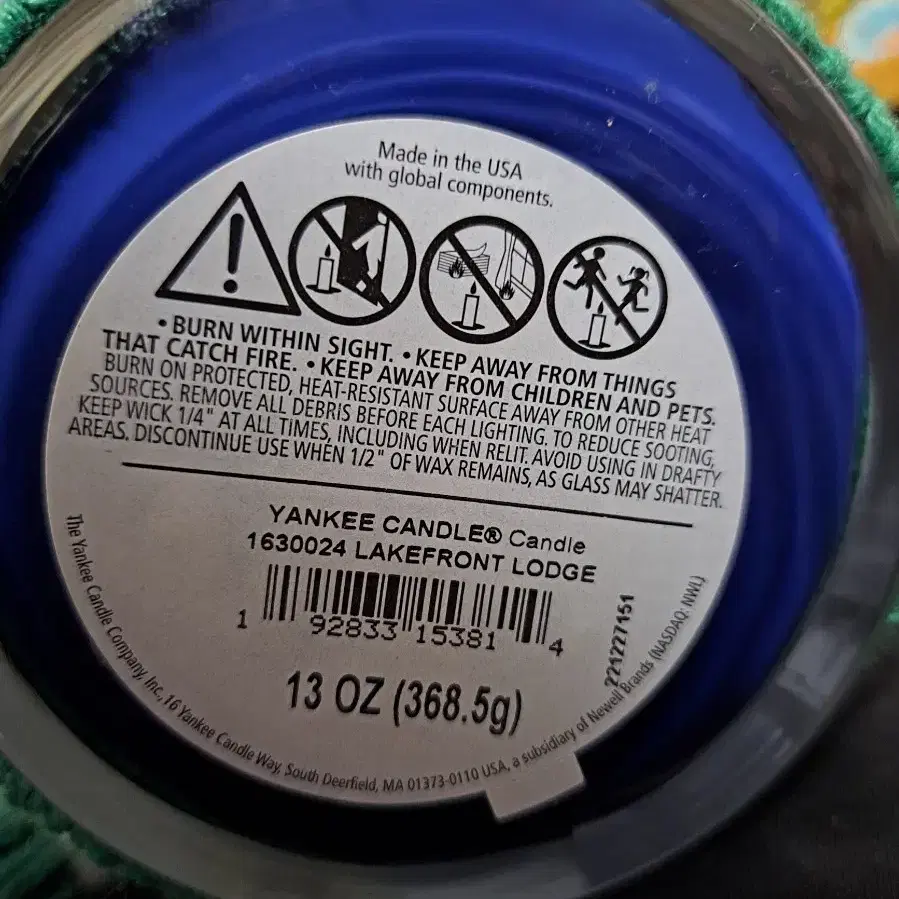 Made in the USA
with global components.
• BURN WITHIN SIGHT. • KEEP AWAY FROM THINGS
THAT CATCH FIRE. • KEEP AWAY FROM CHILDREN AND PETS.
BURN ON PROTECTED, HEAT-RESISTANT SURFACE AWAY FROM OTHER HEAT
SOURCES. REMOVE ALL DEBRIS BEFORE EACH LIGHTING. TO REDUCE SOOTING,
KEEP WICK 1/4" AT ALL TIMES, INCLUDING WHEN RELIT. AVOID USING IN DRAFTY
AREAS. DISCONTINUE USE WHEN 1/2" OF WAX REMAINS, AS GLASS MAY SHATTER.
YANKEE CANDLE® Candle
1630024 LAKEFRONT LODGE
1 92833 15381 4
13 OZ (368.5g)
221227151
The Yankee Candle Company, Inc., 16 Yankee Candle Way, South Deerfield, MA 01373-0110 USA, a subsidiary of Newell Brands (NASDAQ: NWL)